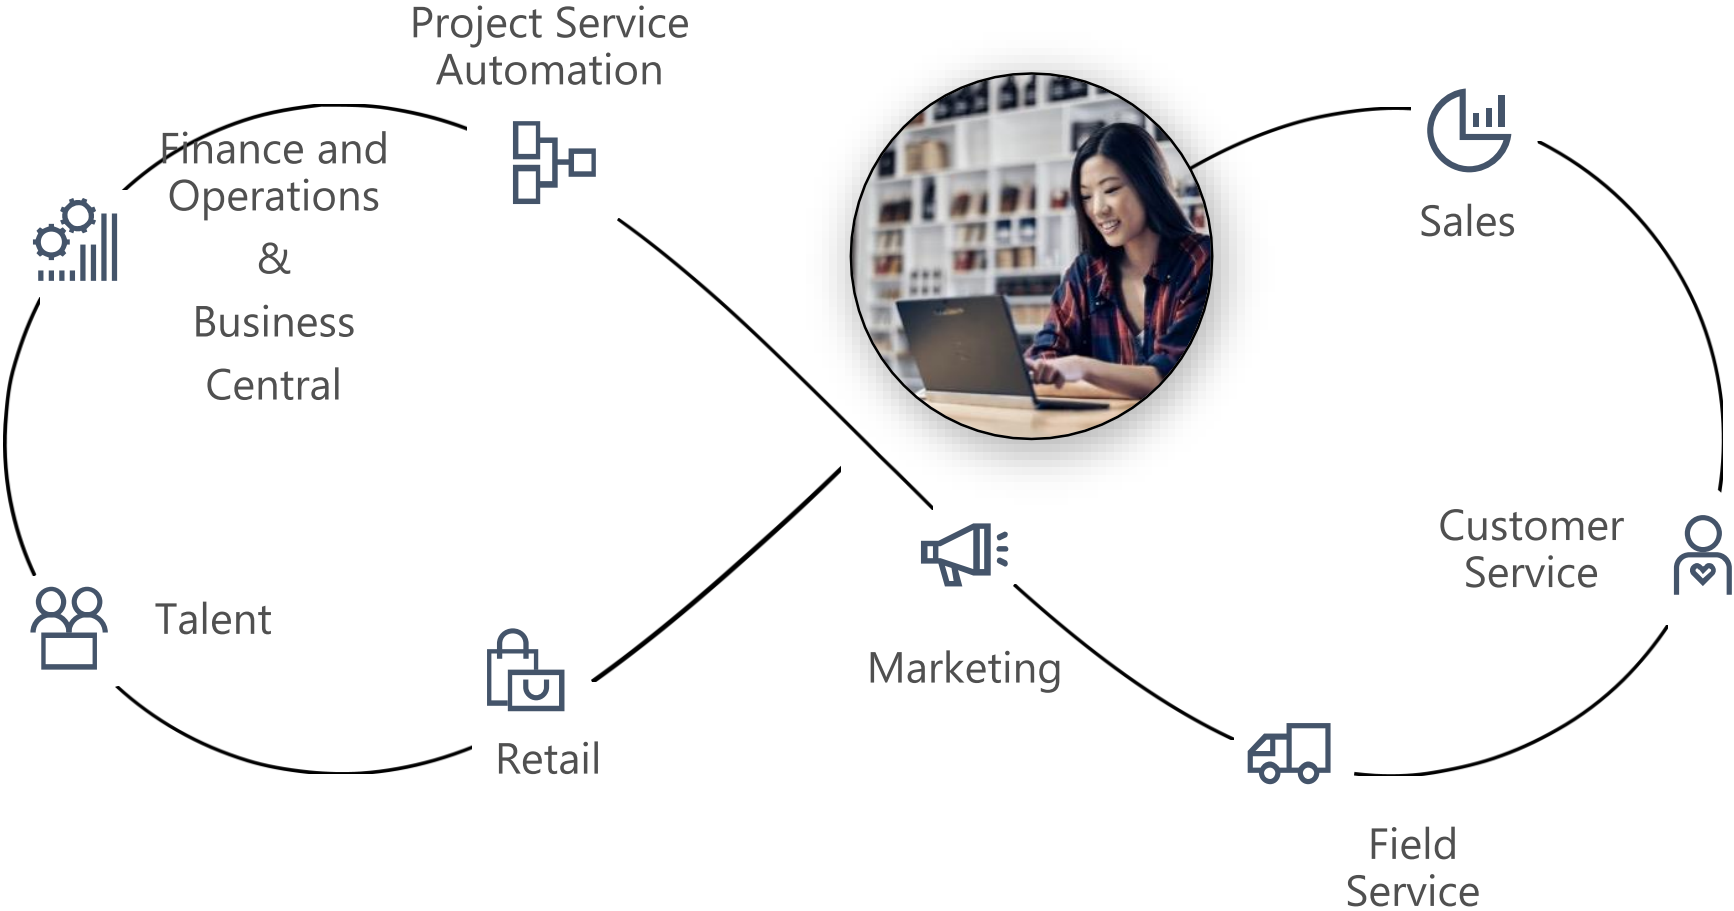 Project Service
Automation
Finance and
Operations
&
Business
Central
Sales
Customer
Service
Talent
Marketing
Retail
Field
Service